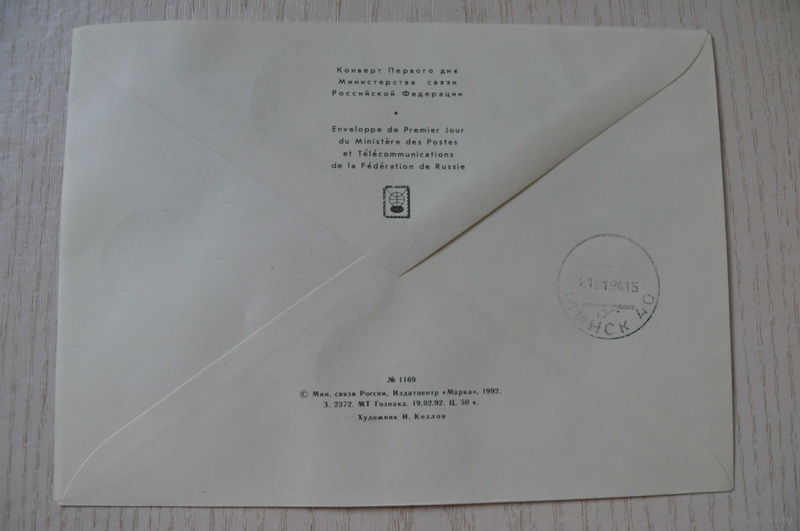 Конверт Первого дня
Министерства связи
Российской Федерации
*
Enveloppe de Premier Jour
du Ministère des Postes
et Télécommunications
de la Fédération de Russie
МИНСК 40
№ 1169
© Мин. связи России, Издатцентр «Марка», 1992.
З. 2372. МТ Гознака. 19.02.92. Ц. 50 к.
Художник И. Козлов